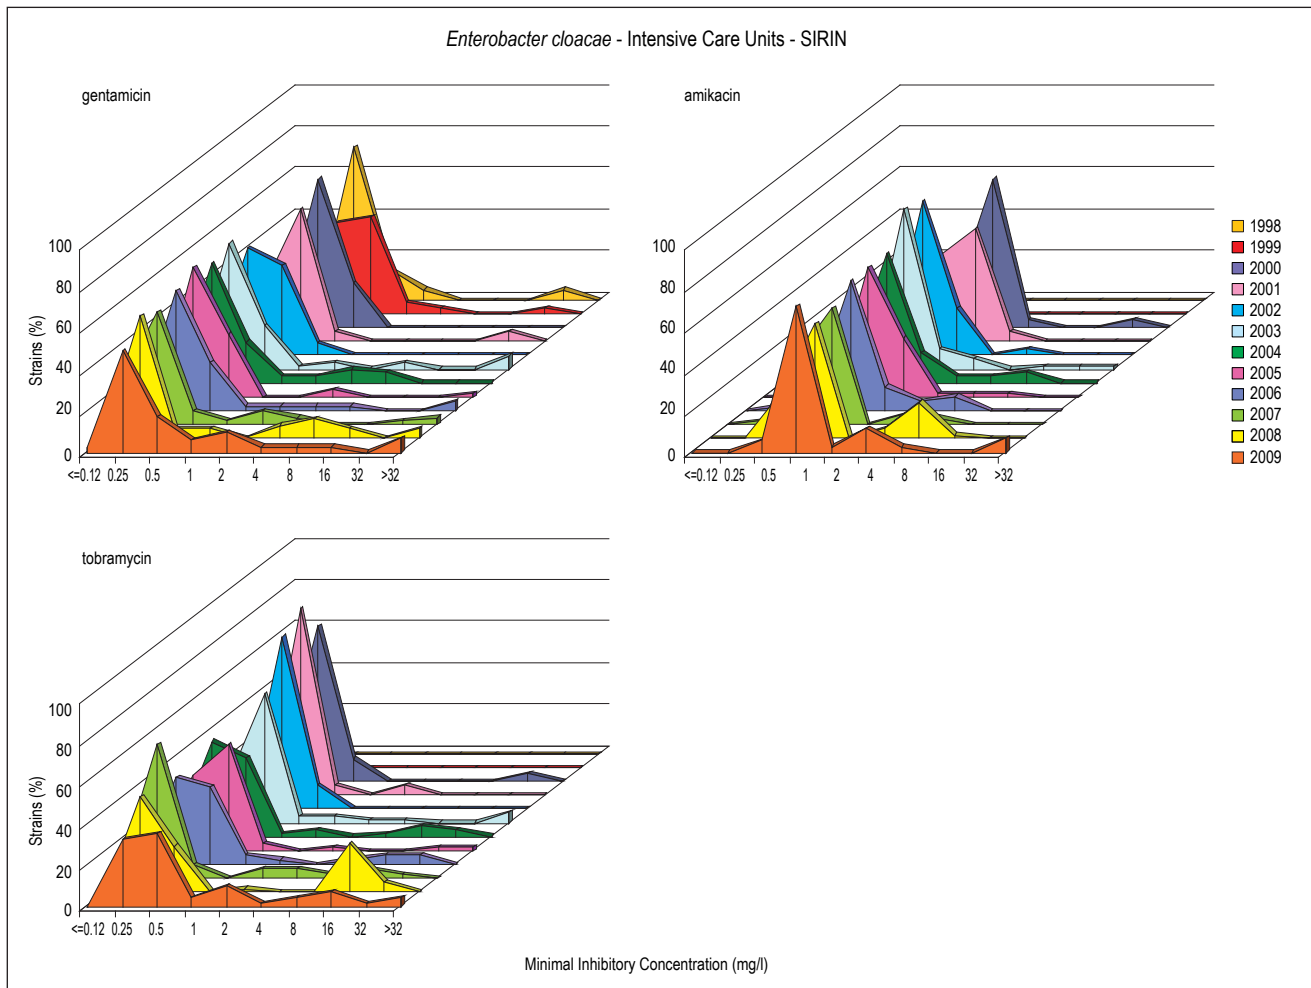 Enterobacter cloacae - Intensive Care Units - SIRIN
gentamicin
100
80
60
40
20
0
Strains (%)
<=0.12 0.25 0.5 1 2 4 8 16 32 >32
amikacin
100
80
60
40
20
0
Strains (%)
<=0.12 0.25 0.5 1 2 4 8 16 32 >32
1998
1999
2000
2001
2002
2003
2004
2005
2006
2007
2008
2009
tobramycin
100
80
60
40
20
0
Strains (%)
<=0.12 0.25 0.5 1 2 4 8 16 32 >32
Minimal Inhibitory Concentration (mg/l)